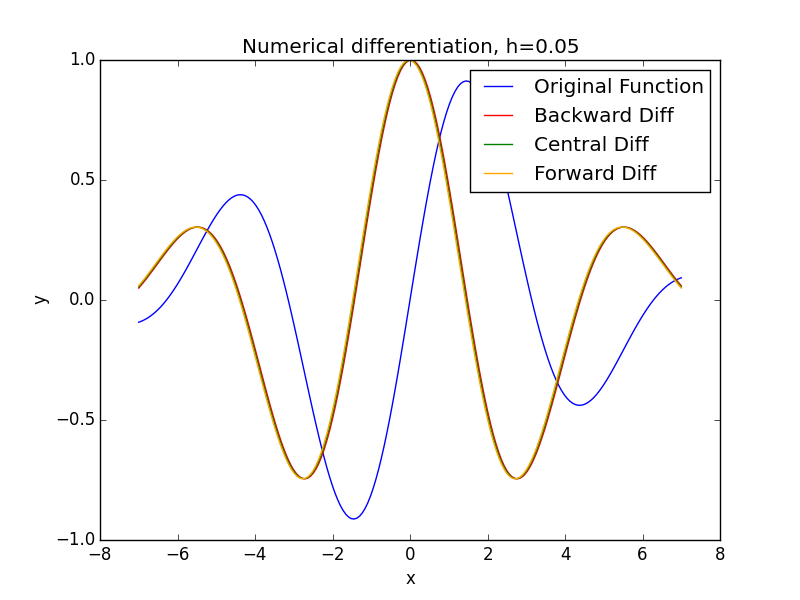 Numerical differentiation, h=0.05
1.0
Original Function
Backward Diff
Central Diff
Forward Diff
0.5
0.0
y
−0.5
−1.0
−8 −6 −4 −2 0 2 4 6 8
x